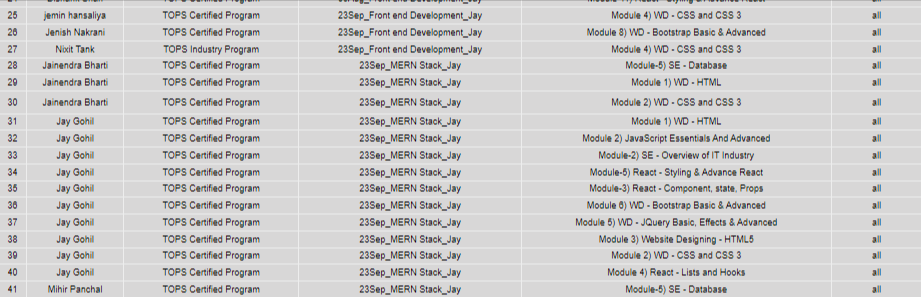 25 jemin hansaliya TOPS Certified Program 23Sep_Front end Development_Jay Module 4) WD - CSS and CSS 3 all
26 Jenish Nakrani TOPS Certified Program 23Sep_Front end Development_Jay Module 8) WD - Bootstrap Basic & Advanced all
27 Nixit Tank TOPS Industry Program 23Sep_Front end Development_Jay Module 4) WD - CSS and CSS 3 all
28 Jainendra Bharti TOPS Certified Program 23Sep_MERN Stack_Jay Module-5) SE - Database all
29 Jainendra Bharti TOPS Certified Program 23Sep_MERN Stack_Jay Module 1) WD - HTML all
30 Jainendra Bharti TOPS Certified Program 23Sep_MERN Stack_Jay Module 2) WD - CSS and CSS 3 all
31 Jay Gohil TOPS Certified Program 23Sep_MERN Stack_Jay Module 1) WD - HTML all
32 Jay Gohil TOPS Certified Program 23Sep_MERN Stack_Jay Module 2) JavaScript Essentials And Advanced all
33 Jay Gohil TOPS Certified Program 23Sep_MERN Stack_Jay Module-2) SE - Overview of IT Industry all
34 Jay Gohil TOPS Certified Program 23Sep_MERN Stack_Jay Module-5) React - Styling & Advance React all
35 Jay Gohil TOPS Certified Program 23Sep_MERN Stack_Jay Module-3) React - Component, state, Props all
36 Jay Gohil TOPS Certified Program 23Sep_MERN Stack_Jay Module 6) WD - Bootstrap Basic & Advanced all
37 Jay Gohil TOPS Certified Program 23Sep_MERN Stack_Jay Module 5) WD - JQuery Basic, Effects & Advanced all
38 Jay Gohil TOPS Certified Program 23Sep_MERN Stack_Jay Module 3) Website Designing - HTML5 all
39 Jay Gohil TOPS Certified Program 23Sep_MERN Stack_Jay Module 2) WD - CSS and CSS 3 all
40 Jay Gohil TOPS Certified Program 23Sep_MERN Stack_Jay Module 4) React - Lists and Hooks all
41 Mihir Panchal TOPS Certified Program 23Sep_MERN Stack_Jay Module-5) SE - Database all